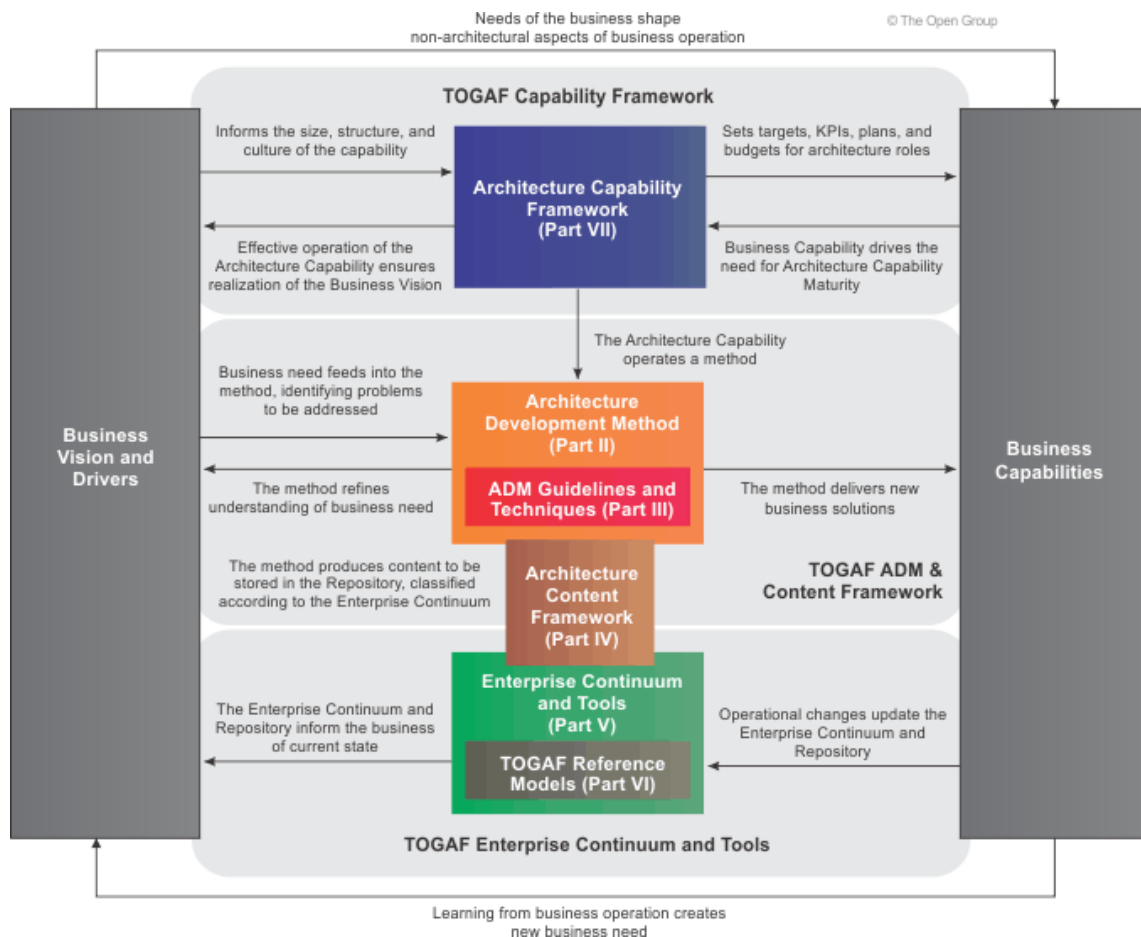 Needs of the business shape
non-architectural aspects of business operation
© The Open Group
TOGAF Capability Framework
Informs the size, structure, and
culture of the capability
Architecture Capability
Framework
(Part VII)
Sets targets, KPIs, plans, and
budgets for architecture roles
Effective operation of the
Architecture Capability ensures
realization of the Business Vision
Business Capability drives the
need for Architecture Capability
Maturity
The Architecture Capability
operates a method
Business need feeds into the
method, identifying problems
to be addressed
Architecture
Development Method
(Part II)
Business
Vision and
Drivers
Business
Capabilities
ADM Guidelines and
Techniques (Part III)
The method refines
understanding of business need
The method delivers new
business solutions
The method produces content to be
stored in the Repository, classified
according to the Enterprise Continuum
Architecture
Content
Framework
(Part IV)
TOGAF ADM &
Content Framework
Enterprise Continuum
and Tools
(Part V)
The Enterprise Continuum and
Repository inform the business
of current state
Operational changes update the
Enterprise Continuum and
Repository
TOGAF Reference
Models (Part VI)
TOGAF Enterprise Continuum and Tools
Learning from business operation creates
new business need